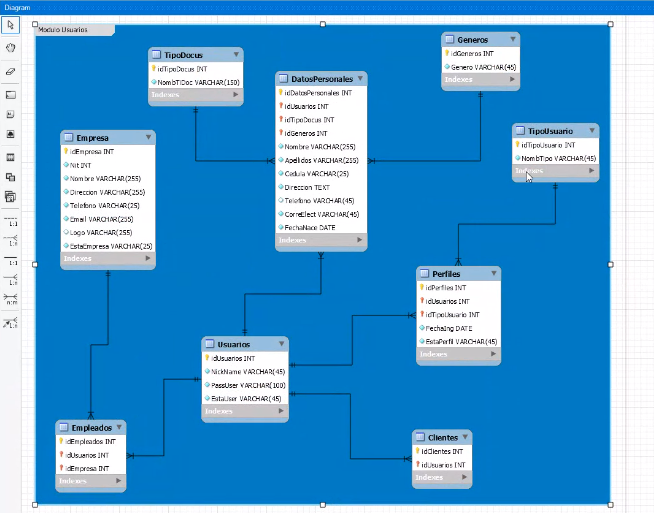 Diagram
Moduro Usuarios
TipoDocus
idTipoDocus INT
NombTiDoc VARCHAR(150)
Indexes
DatosPersonales
idDatosPersonales INT
idUsuarios INT
idTipoDocus INT
idGeneros INT
Nombre VARCHAR(255)
Apellidos VARCHAR(255)
Cedula VARCHAR(25)
Direccion TEXT
Telefono VARCHAR(45)
CorreElect VARCHAR(45)
FechaNace DATE
Indexes
Generos
idGeneros INT
Genero VARCHAR(45)
Indexes
TipoUsuario
idTipoUsuario INT
NombTipo VARCHAR(45)
Indexes
Empresa
idEmpresa INT
Nit INT
Nombre VARCHAR(255)
Direccion VARCHAR(255)
Telefono VARCHAR(25)
Email VARCHAR(255)
Logo VARCHAR(255)
EstaEmpresa VARCHAR(25)
Indexes
Perfiles
idPerfiles INT
idUsuarios INT
idTipoUsuario INT
FechaIng DATE
EstaPerfil VARCHAR(45)
Indexes
Usuarios
idUsuarios INT
NickName VARCHAR(45)
PassUser VARCHAR(100)
EstaUser VARCHAR(45)
Indexes
Empleados
idEmpleados INT
idUsuarios INT
idEmpresa INT
Indexes
Clientes
idClientes INT
idUsuarios INT
Indexes
1:1
1:n
1:1
1:n
n:m
1:n